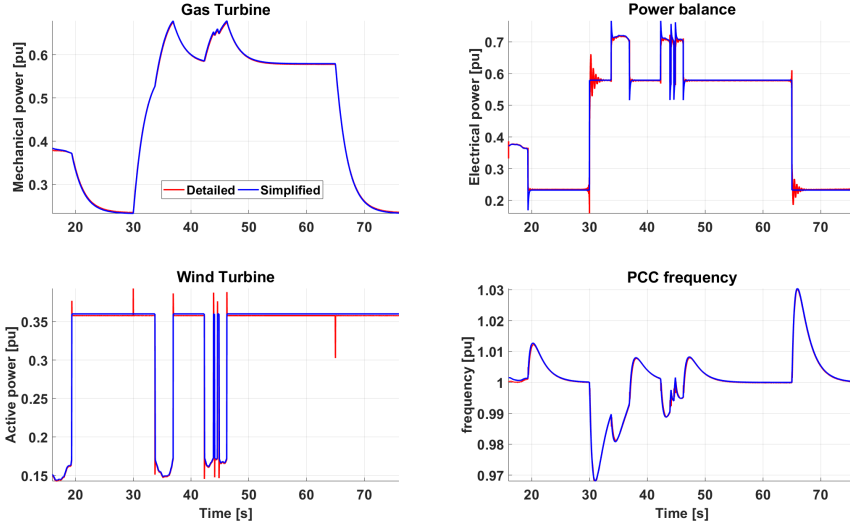 Gas Turbine
Mechanical power [pu]
0.6
0.5
0.4
0.3
20 30 40 50 60 70
Detailed Simplified
Power balance
Electrical power [pu]
0.7
0.6
0.5
0.4
0.3
0.2
20 30 40 50 60 70
Wind Turbine
Active power [pu]
0.35
0.3
0.25
0.2
0.15
20 30 40 50 60 70
Time [s]
PCC frequency
frequency [pu]
1.03
1.02
1.01
1
0.99
0.98
0.97
20 30 40 50 60 70
Time [s]